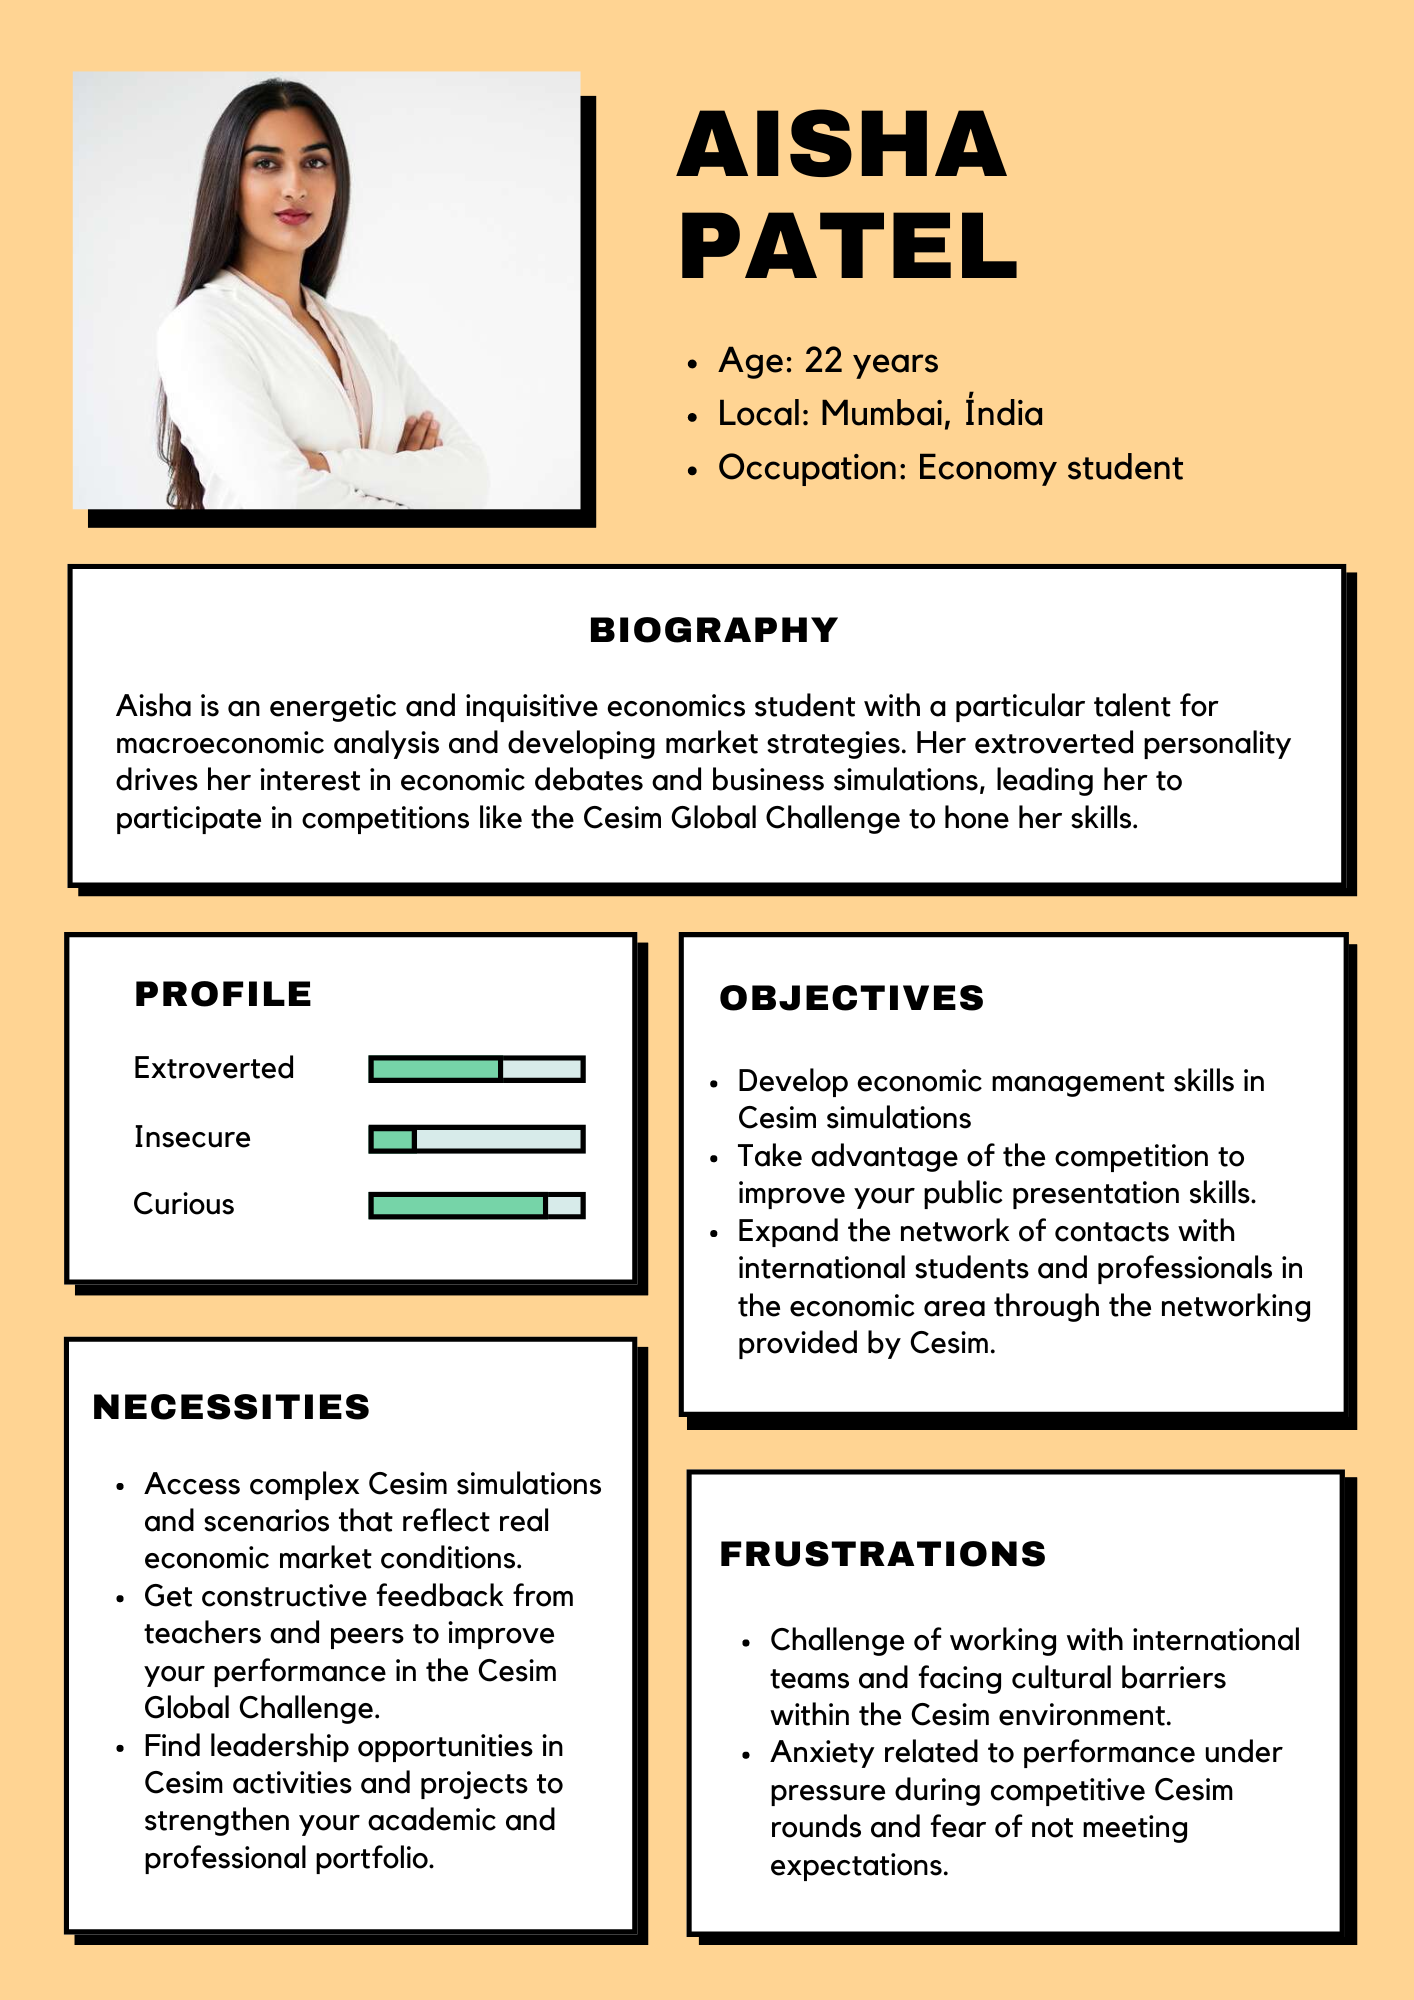 AISHA
PATEL
• Age: 22 years
• Local: Mumbai, Índia
• Occupation: Economy student
BIOGRAPHY
Aisha is an energetic and inquisitive economics student with a particular talent for
macroeconomic analysis and developing market strategies. Her extroverted personality
drives her interest in economic debates and business simulations, leading her to
participate in competitions like the Cesim Global Challenge to hone her skills.
PROFILE
Extroverted
Insecure
Curious
OBJECTIVES
• Develop economic management skills in
Cesim simulations
• Take advantage of the competition to
improve your public presentation skills.
• Expand the network of contacts with
international students and professionals in
the economic area through the networking
provided by Cesim.
NECESSITIES
• Access complex Cesim simulations
and scenarios that reflect real
economic market conditions.
• Get constructive feedback from
teachers and peers to improve
your performance in the Cesim
Global Challenge.
• Find leadership opportunities in
Cesim activities and projects to
strengthen your academic and
professional portfolio.
FRUSTRATIONS
• Challenge of working with international
teams and facing cultural barriers
within the Cesim environment.
• Anxiety related to performance under
pressure during competitive Cesim
rounds and fear of not meeting
expectations.